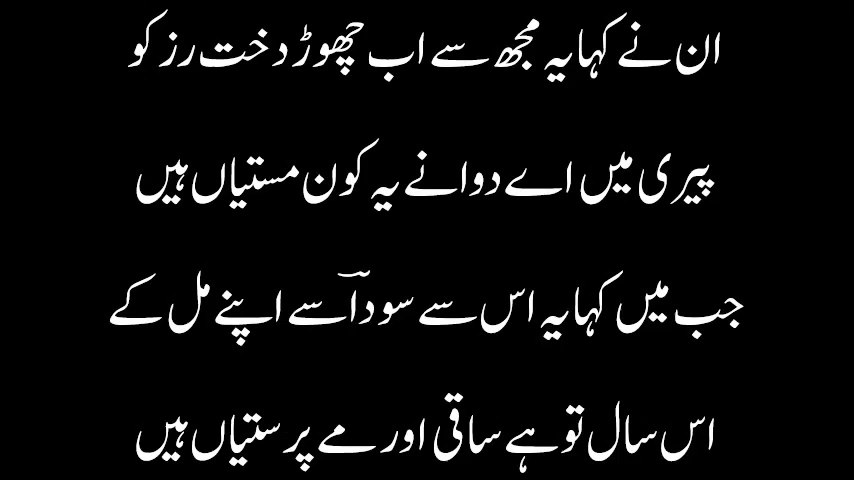 ان نے کہا یہ مجھ سے اب چھوڑ دخت رز کو
پیری میں اے دوانے یہ کون مستیاں ہیں
جب میں کہا یہ اس سے سوداؔ سے اپنے مل کے
اس سال تو ہے ساقی اور مے پرستیاں ہیں